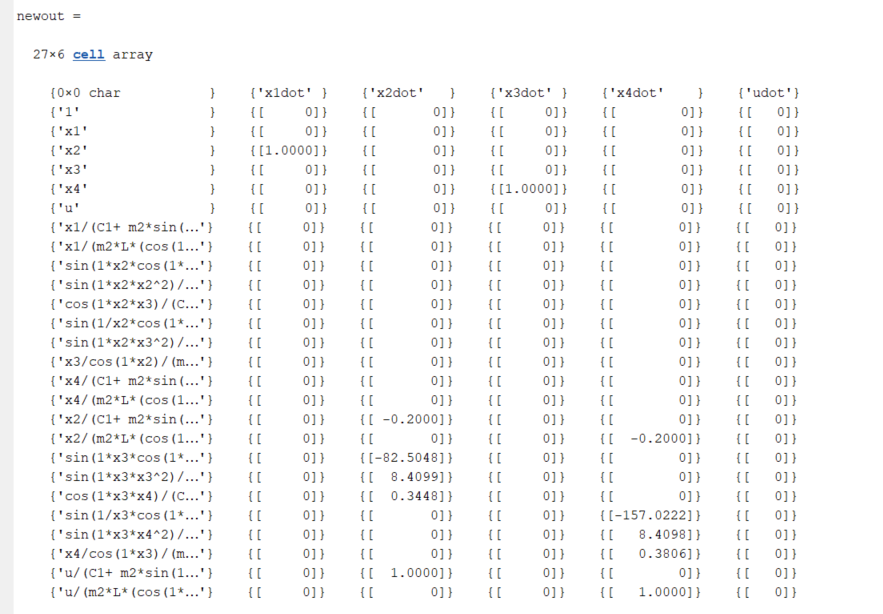 newout =
27×6 cell array
{0×0 char } {'x1dot' } {'x2dot' } {'x3dot' } {'x4dot' } {'udot'}
{'1' } {[ 0]} {[ 0]} {[ 0]} {[ 0]} {[ 0]}
{'x1' } {[ 0]} {[ 0]} {[ 0]} {[ 0]} {[ 0]}
{'x2' } {[1.0000]} {[ 0]} {[ 0]} {[ 0]} {[ 0]}
{'x3' } {[ 0]} {[ 0]} {[ 0]} {[ 0]} {[ 0]}
{'x4' } {[ 0]} {[ 0]} {[1.0000]} {[ 0]} {[ 0]}
{'u' } {[ 0]} {[ 0]} {[ 0]} {[ 0]} {[ 0]}
{'x1/(C1+ m2*sin(...'} {[ 0]} {[ 0]} {[ 0]} {[ 0]} {[ 0]}
{'x1/(m2*L*(cos(1...'} {[ 0]} {[ 0]} {[ 0]} {[ 0]} {[ 0]}
{'sin(1*x2*cos(1*...'} {[ 0]} {[ 0]} {[ 0]} {[ 0]} {[ 0]}
{'sin(1*x2*x2^2)/...'} {[ 0]} {[ 0]} {[ 0]} {[ 0]} {[ 0]}
{'cos(1*x2*x3)/(C...'} {[ 0]} {[ 0]} {[ 0]} {[ 0]} {[ 0]}
{'sin(1/x2*cos(1*...'} {[ 0]} {[ 0]} {[ 0]} {[ 0]} {[ 0]}
{'sin(1*x2*x3^2)/...'} {[ 0]} {[ 0]} {[ 0]} {[ 0]} {[ 0]}
{'x3/cos(1*x2)/(m...'} {[ 0]} {[ 0]} {[ 0]} {[ 0]} {[ 0]}
{'x4/(C1+ m2*sin(...'} {[ 0]} {[ 0]} {[ 0]} {[ 0]} {[ 0]}
{'x4/(m2*L*(cos(1...'} {[ 0]} {[ 0]} {[ 0]} {[ 0]} {[ 0]}
{'x2/(C1+ m2*sin(...'} {[ 0]} {[ -0.2000]} {[ 0]} {[ 0]} {[ 0]}
{'x2/(m2*L*(cos(1...'} {[ 0]} {[ 0]} {[ 0]} {[ -0.2000]} {[ 0]}
{'sin(1*x3*cos(1*...'} {[ 0]} {[-82.5048]} {[ 0]} {[ 0]} {[ 0]}
{'sin(1*x3*x3^2)/...'} {[ 0]} {[ 8.4099]} {[ 0]} {[ 0]} {[ 0]}
{'cos(1*x3*x4)/(C...'} {[ 0]} {[ 0.3448]} {[ 0]} {[ 0]} {[ 0]}
{'sin(1/x3*cos(1*...'} {[ 0]} {[ 0]} {[ 0]} {[-157.0222]} {[ 0]}
{'sin(1*x3*x4^2)/...'} {[ 0]} {[ 0]} {[ 0]} {[ 8.4098]} {[ 0]}
{'x4/cos(1*x3)/(m...'} {[ 0]} {[ 0]} {[ 0]} {[ 0.3806]} {[ 0]}
{'u/(C1+ m2*sin(1...'} {[ 0]} {[ 1.0000]} {[ 0]} {[ 0]} {[ 0]}
{'u/(m2*L*(cos(1*...'} {[ 0]} {[ 0]} {[ 0]} {[ 1.0000]} {[ 0]}